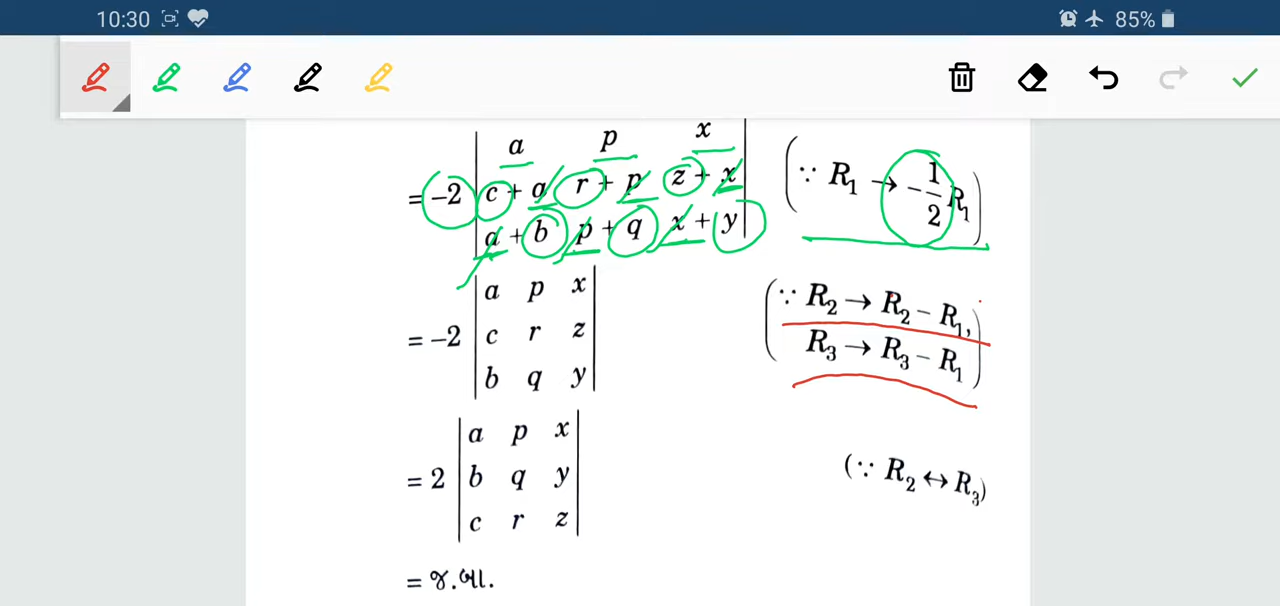 10:30 85%
a p x
= -2 | c + a r + p z + x | (∵ R₁ → -1/2 R₁)
a + b p + q x + y
a p x (∵ R₂ → R₂ - R₁,
= -2 | c r z | R₃ → R₃ - R₁)
b q y
a p x
= 2 | b q y | (∵ R₂ ↔ R₃)
c r z
= જ.બા.